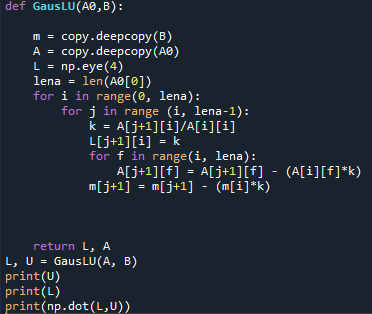 def GausLU(A0,B):
    m = copy.deepcopy(B)
    A = copy.deepcopy(A0)
    L = np.eye(4)
    lena = len(A0[0])
    for i in range(0, lena):
        for j in range (i, lena-1):
            k = A[j+1][i]/A[i][i]
            L[j+1][i] = k
            for f in range(i, lena):
                A[j+1][f] = A[j+1][f] - (A[i][f]*k)
            m[j+1] = m[j+1] - (m[i]*k)
    return L, A
L, U = GausLU(A, B)
print(U)
print(L)
print(np.dot(L,U))